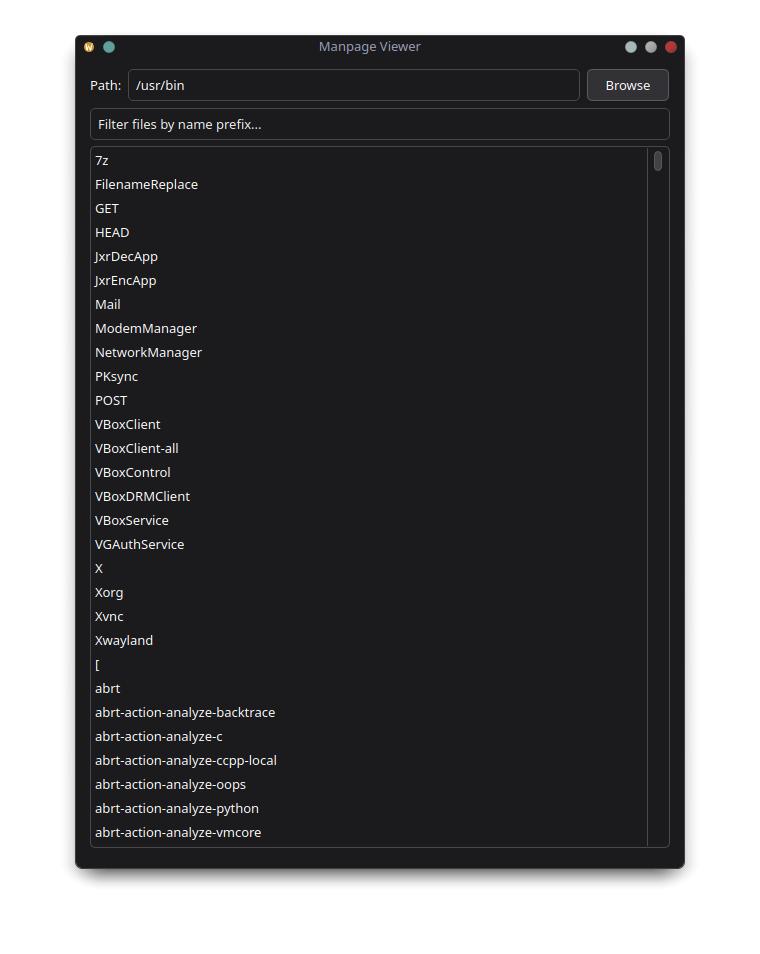 Manpage Viewer
Path: /usr/bin Browse
Filter files by name prefix...
7z
FilenameReplace
GET
HEAD
JxrDecApp
JxrEncApp
Mail
ModemManager
NetworkManager
PKsync
POST
VBoxClient
VBoxClient-all
VBoxControl
VBoxDRMClient
VBoxService
VGAuthService
X
Xorg
Xvnc
Xwayland
[
abrt
abrt-action-analyze-backtrace
abrt-action-analyze-c
abrt-action-analyze-ccpp-local
abrt-action-analyze-oops
abrt-action-analyze-python
abrt-action-analyze-vmcore